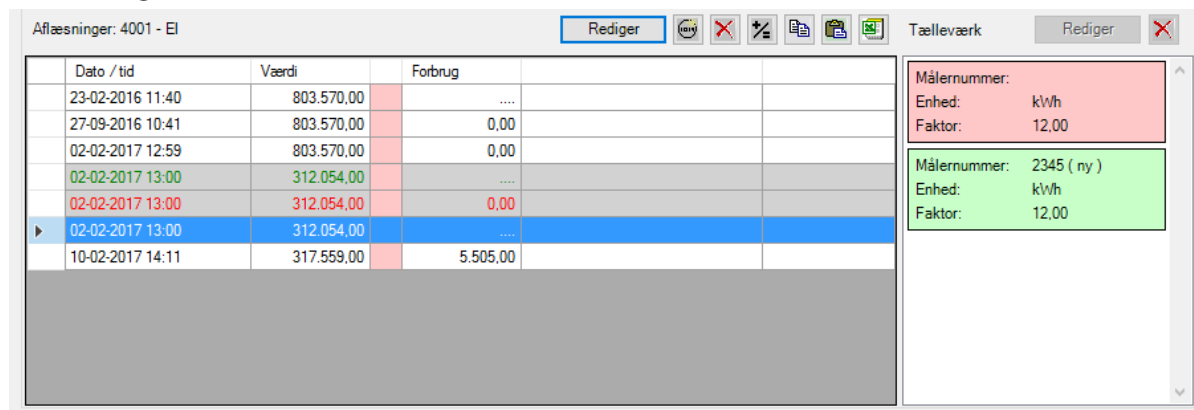 Aflæsninger: 4001 - El Rediger Tælleværk Rediger
Dato / tid Værdi Forbrug
23-02-2016 11:40 803.570,00 ....
27-09-2016 10:41 803.570,00 0,00
02-02-2017 12:59 803.570,00 0,00
02-02-2017 13:00 312.054,00 ....
02-02-2017 13:00 312.054,00 0,00
02-02-2017 13:00 312.054,00 ....
10-02-2017 14:11 317.559,00 5.505,00
Målernummer:
Enhed: kWh
Faktor: 12,00
Målernummer: 2345 ( ny )
Enhed: kWh
Faktor: 12,00